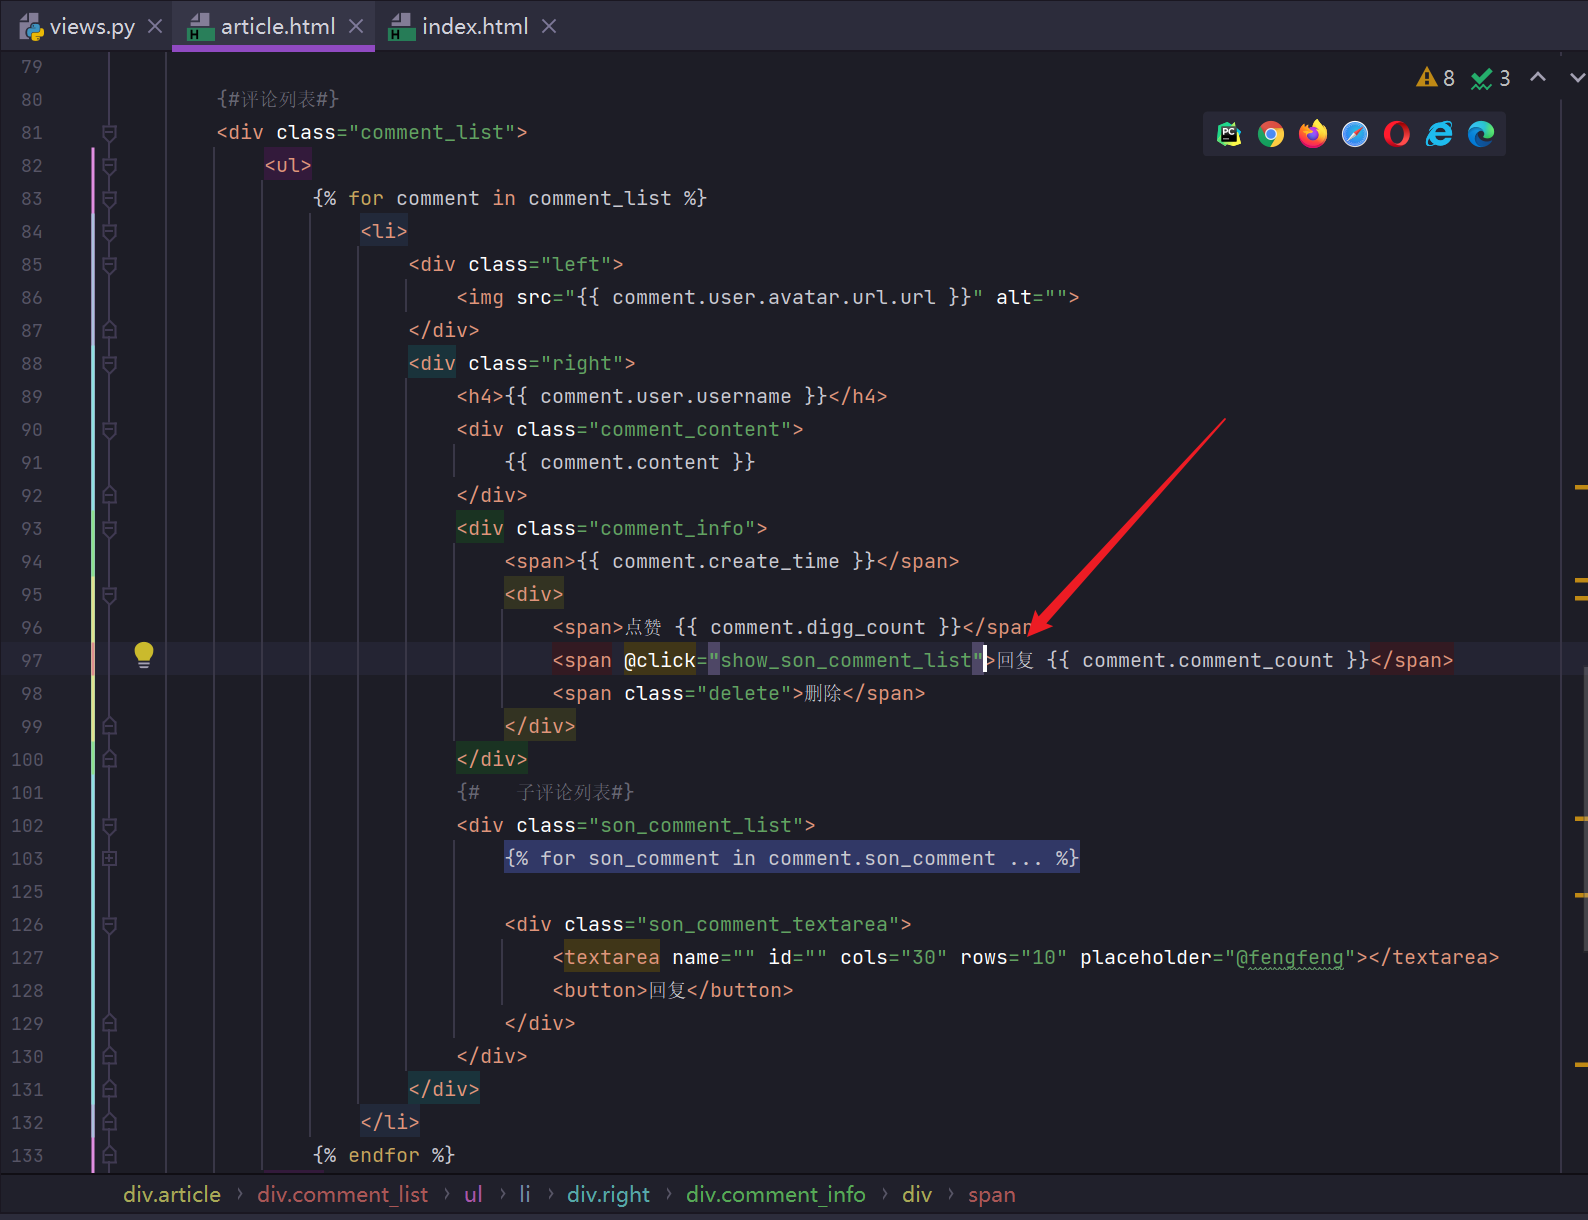 views.py
article.html
index.html
8 3
79
80 {#评论列表#}
81 <div class="comment_list">
82 <ul>
83 {% for comment in comment_list %}
84 <li>
85 <div class="left">
86 <img src="{{ comment.user.avatar.url.url }}" alt="">
87 </div>
88 <div class="right">
89 <h4>{{ comment.user.username }}</h4>
90 <div class="comment_content">
91 {{ comment.content }}
92 </div>
93 <div class="comment_info">
94 <span>{{ comment.create_time }}</span>
95 <div>
96 <span>点赞 {{ comment.digg_count }}</span
97 <span @click="show_son_comment_list">回复 {{ comment.comment_count }}</span>
98 <span class="delete">删除</span>
99 </div>
100 </div>
101 {# 子评论列表#}
102 <div class="son_comment_list">
103 {% for son_comment in comment.son_comment ... %}
125
126 <div class="son_comment_textarea">
127 <textarea name="" id="" cols="30" rows="10" placeholder="@fengfeng"></textarea>
128 <button>回复</button>
129 </div>
130 </div>
131 </div>
132 </li>
133 {% endfor %}
div.article › div.comment_list › ul › li › div.right › div.comment_info › div › span